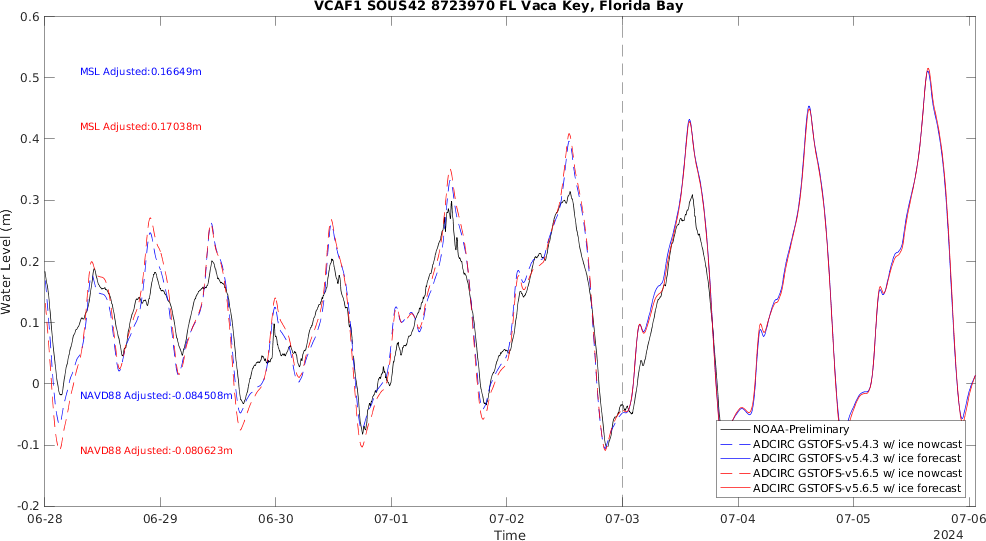 VCAF1 SOUS42 8723970 FL Vaca Key, Florida Bay
0.6
0.5
0.4
0.3
0.2
0.1
0
-0.1
-0.2
Water Level (m)
MSL Adjusted:0.16649m
MSL Adjusted:0.17038m
NAVD88 Adjusted:-0.084508m
NAVD88 Adjusted:-0.080623m
NOAA-Preliminary
ADCIRC GSTOFS-v5.4.3 w/ ice nowcast
ADCIRC GSTOFS-v5.4.3 w/ ice forecast
ADCIRC GSTOFS-v5.6.5 w/ ice nowcast
ADCIRC GSTOFS-v5.6.5 w/ ice forecast
06-28 06-29 06-30 07-01 07-02 07-03 07-04 07-05 07-06
Time
2024